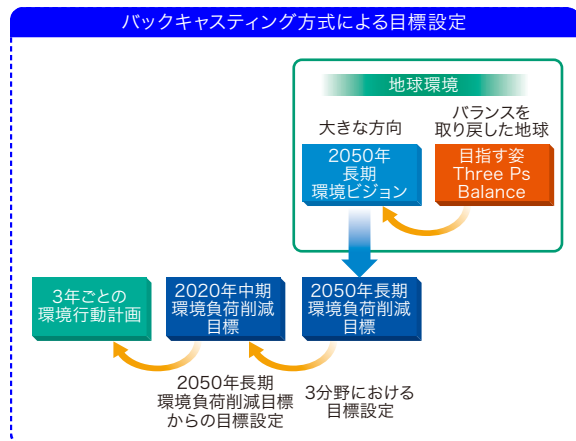 バックキャスティング方式による目標設定
地球環境
大きな方向
バランスを
取り戻した地球
2050年
長期
環境ビジョン
目指す姿
Three Ps
Balance
3年ごとの
環境行動計画
2020年中期
環境負荷削減
目標
2050年長期
環境負荷削減
目標
2050年長期
環境負荷削減目標
からの目標設定
3分野における
目標設定